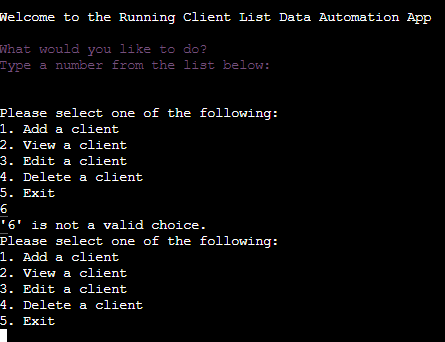 Welcome to the Running Client List Data Automation App
What would you like to do?
Type a number from the list below:
Please select one of the following:
1. Add a client
2. View a client
3. Edit a client
4. Delete a client
5. Exit
6
'6' is not a valid choice.
Please select one of the following:
1. Add a client
2. View a client
3. Edit a client
4. Delete a client
5. Exit